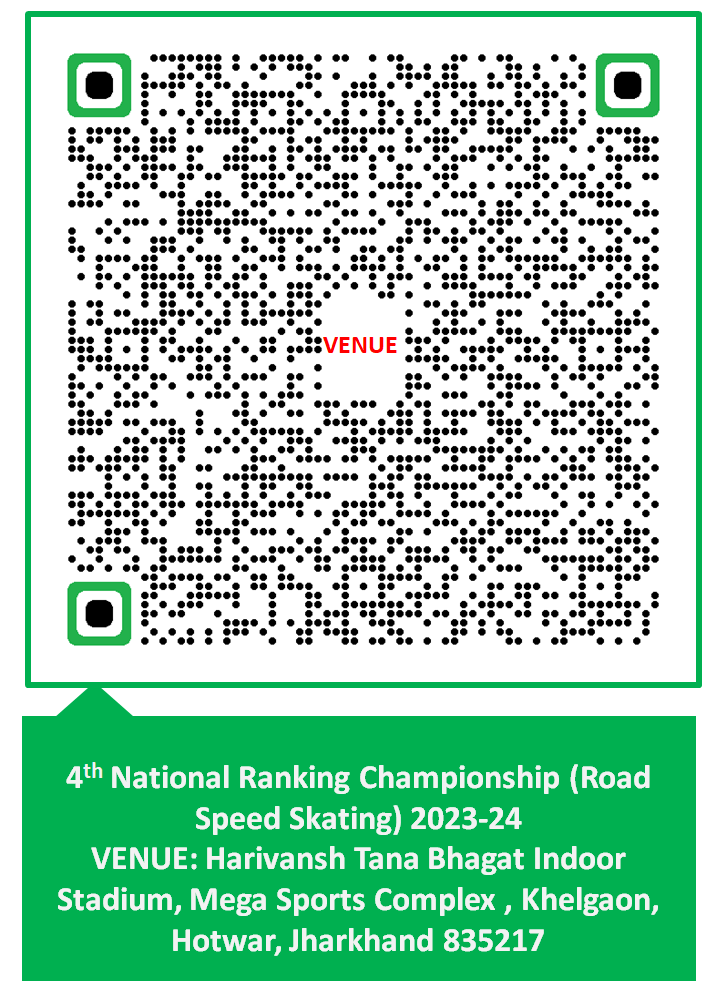 VENUE
4th National Ranking Championship (Road
Speed Skating) 2023-24
VENUE: Harivansh Tana Bhagat Indoor
Stadium, Mega Sports Complex , Khelgaon,
Hotwar, Jharkhand 835217